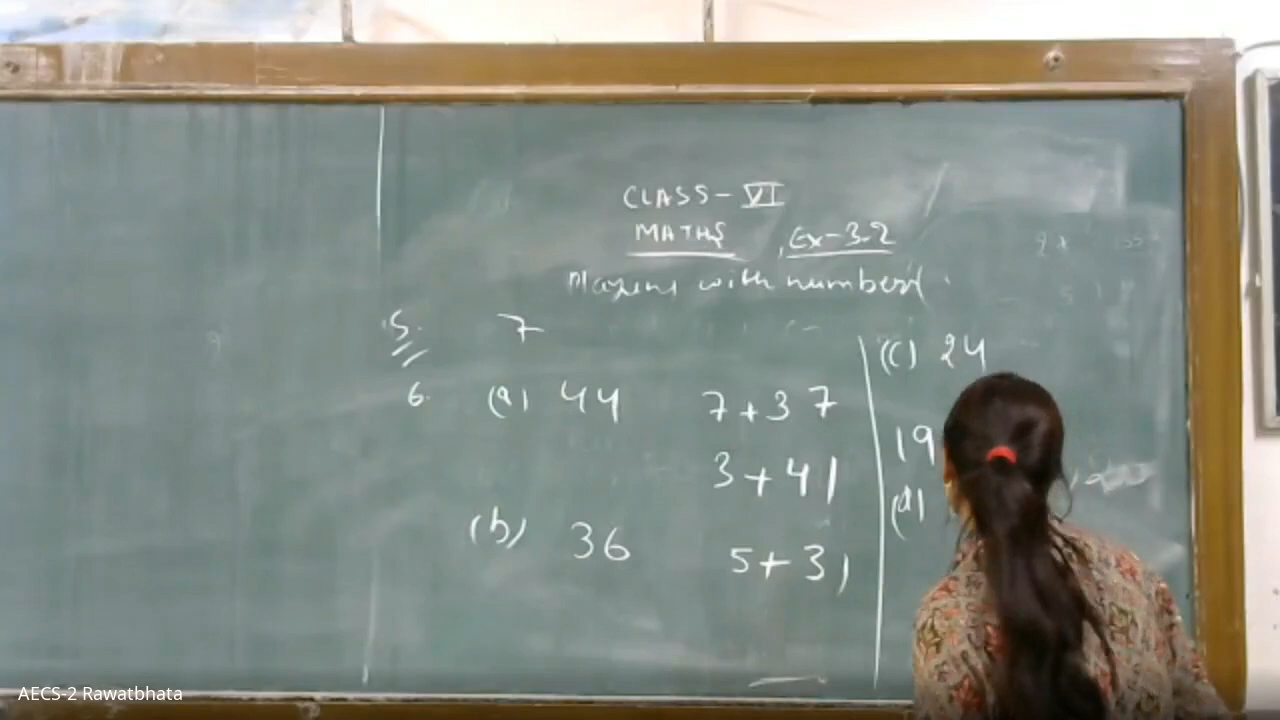 CLASS-VI
MATHS, Ex-3.2
Playing with numbers
5. 7
6. (a) 44 7+37
3+41
(b) 36 5+31
(c) 24
19
(d)
AECS-2 Rawatbhata